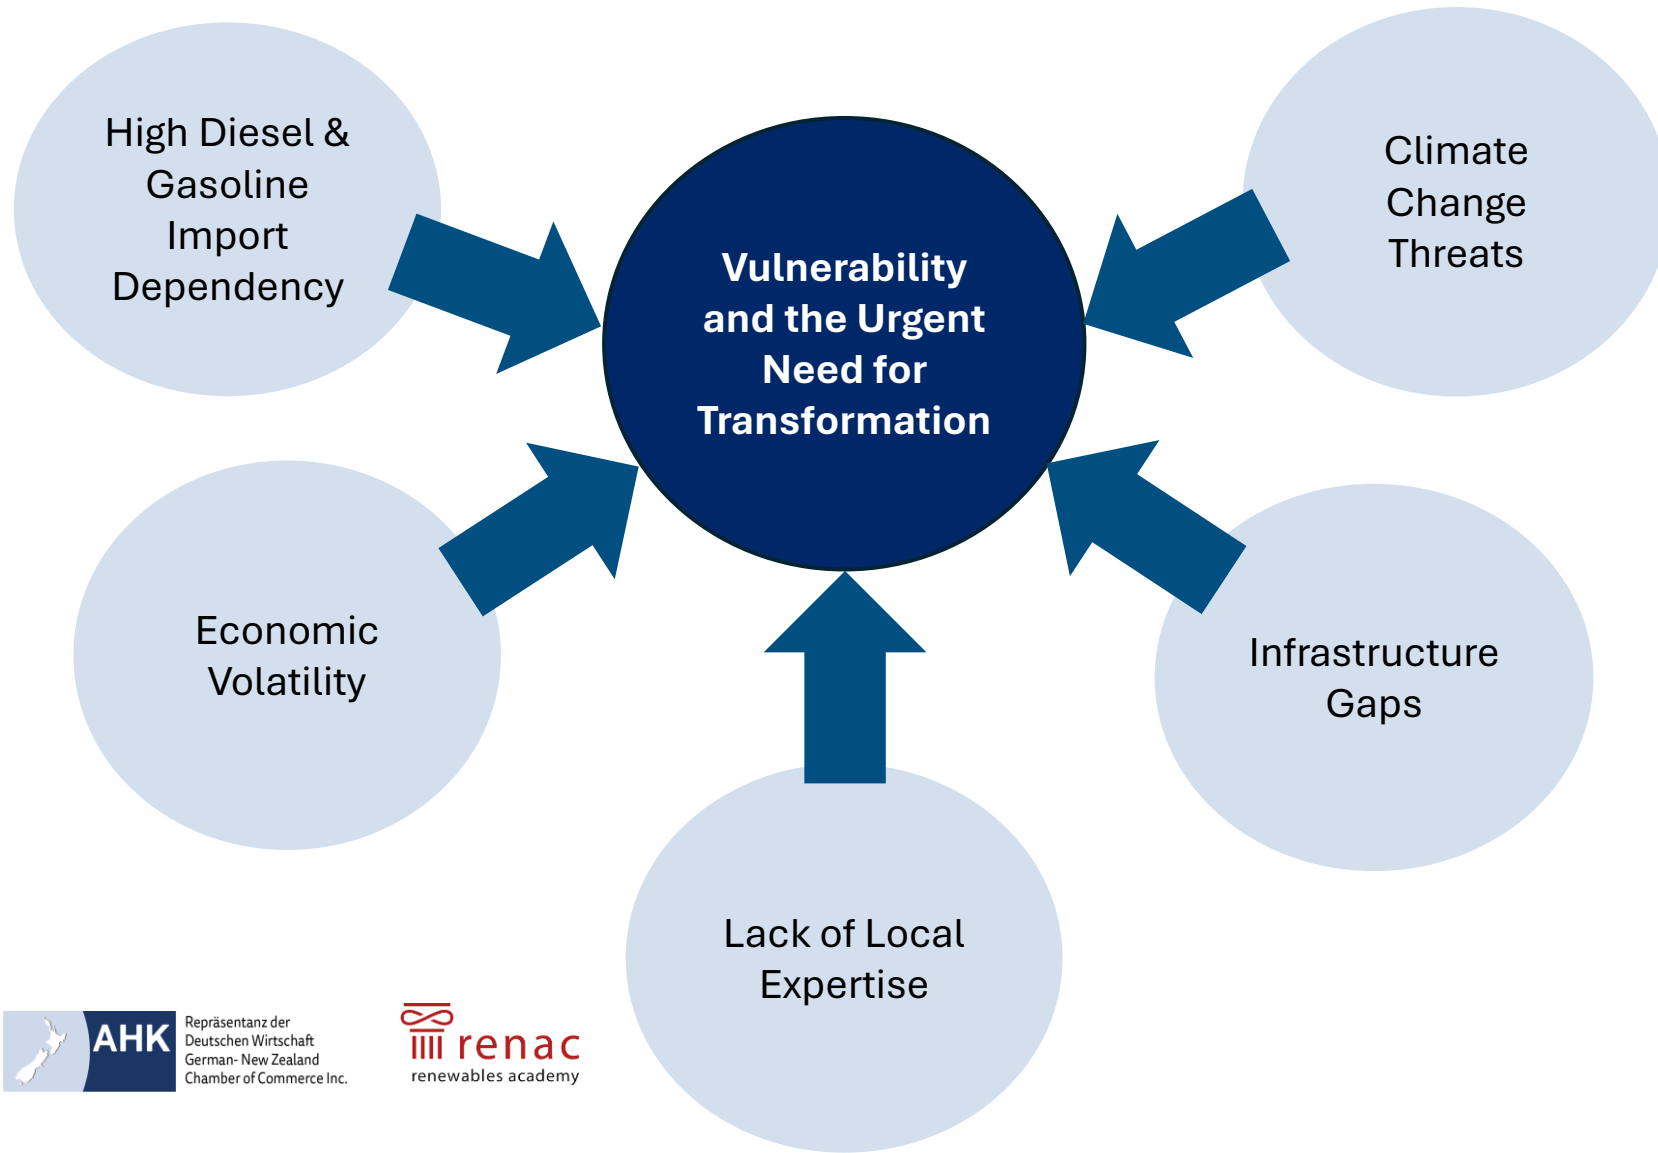 High Diesel &
Gasoline
Import
Dependency
Vulnerability
and the Urgent
Need for
Transformation
Climate
Change
Threats
Economic
Volatility
Infrastructure
Gaps
Lack of Local
Expertise
AHK
Repräsentanz der
Deutschen Wirtschaft
German- New Zealand
Chamber of Commerce Inc.
renac
renewables academy